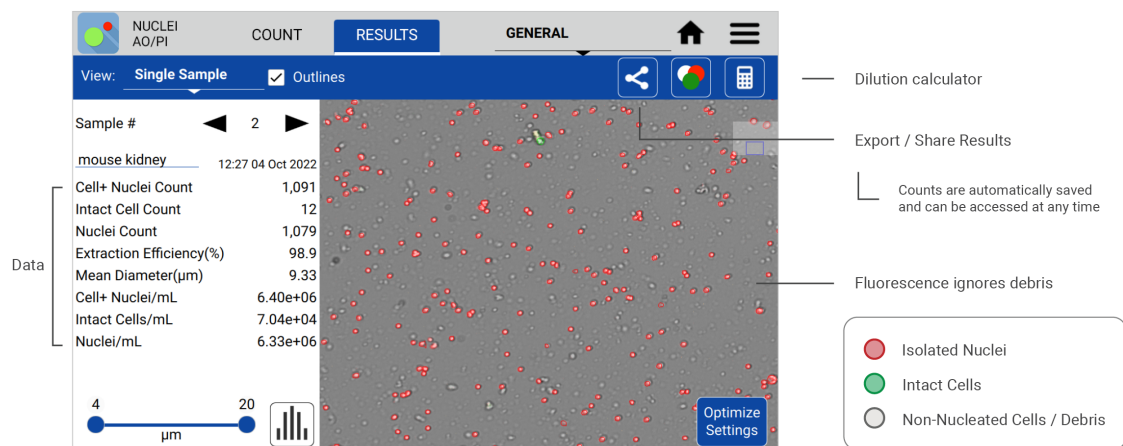 NUCLEI
AO/PI
COUNT
RESULTS
GENERAL
View: Single Sample Outlines
Dilution calculator
Sample # 2
Export / Share Results
mouse kidney 12:27 04 Oct 2022
Cell+ Nuclei Count 1,091
Counts are automatically saved
and can be accessed at any time
Intact Cell Count 12
Nuclei Count 1,079
Extraction Efficiency(%) 98.9
Data
Mean Diameter(µm) 9.33
Fluorescence ignores debris
Cell+ Nuclei/mL 6.40e+06
Intact Cells/mL 7.04e+04
Nuclei/mL 6.33e+06
Isolated Nuclei
Intact Cells
Non-Nucleated Cells / Debris
4 20
µm
Optimize
Settings